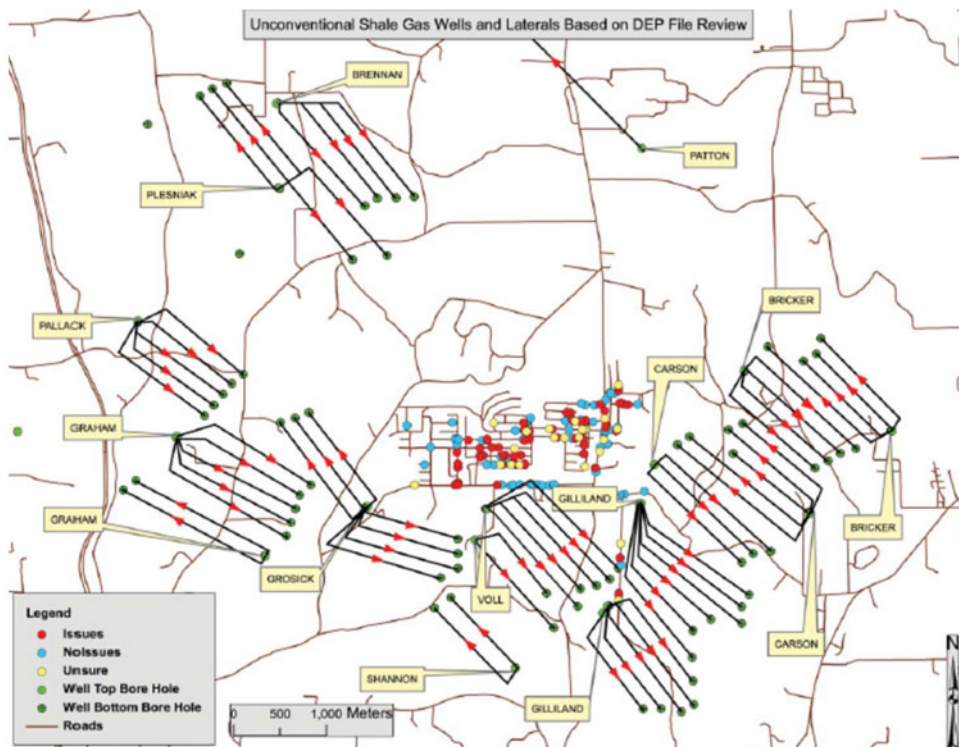 Unconventional Shale Gas Wells and Laterals Based on DEP File Review
BRENNAN
PATTON
PLESNIAK
BRICKER
PALLACK
CARSON
GRAHAM
GILLILAND
GRAHAM
BRICKER
GROSICK
VOLL
CARSON
SHANNON
GILLILAND
Legend
Issues
NoIssues
Unsure
Well Top Bore Hole
Well Bottom Bore Hole
Roads
0 500 1,000 Meters
N